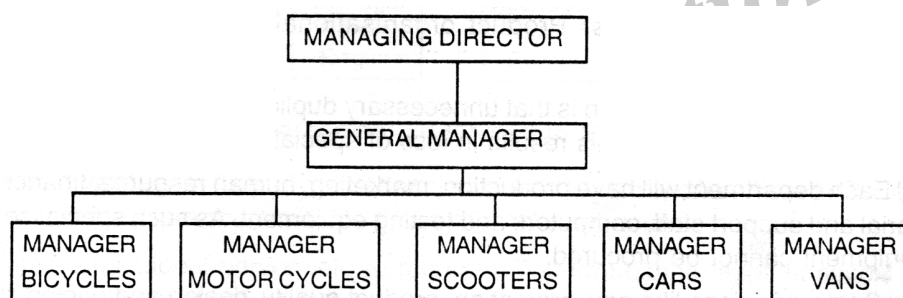 MANAGING DIRECTOR
GENERAL MANAGER
MANAGER
BICYCLES
MANAGER
MOTOR CYCLES
MANAGER
SCOOTERS
MANAGER
CARS
MANAGER
VANS